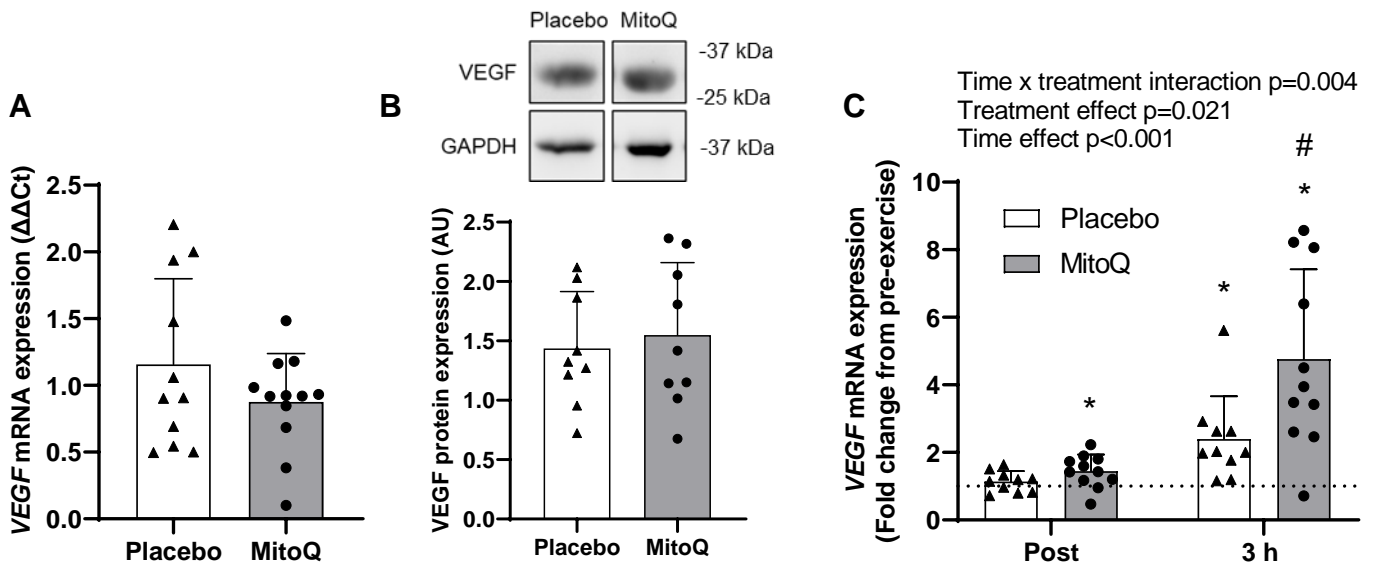 A
VEGF mRNA expression (ΔΔCt)
2.5
2.0
1.5
1.0
0.5
0.0
Placebo MitoQ
B
Placebo MitoQ
VEGF
-37 kDa
-25 kDa
GAPDH
-37 kDa
VEGF protein expression (AU)
2.5
2.0
1.5
1.0
0.5
0.0
Placebo MitoQ
C
Time x treatment interaction p=0.004
Treatment effect p=0.021
Time effect p<0.001
VEGF mRNA expression
(Fold change from pre-exercise)
10
8
6
4
2
0
Placebo
MitoQ
*
*
#
*
Post 3 h